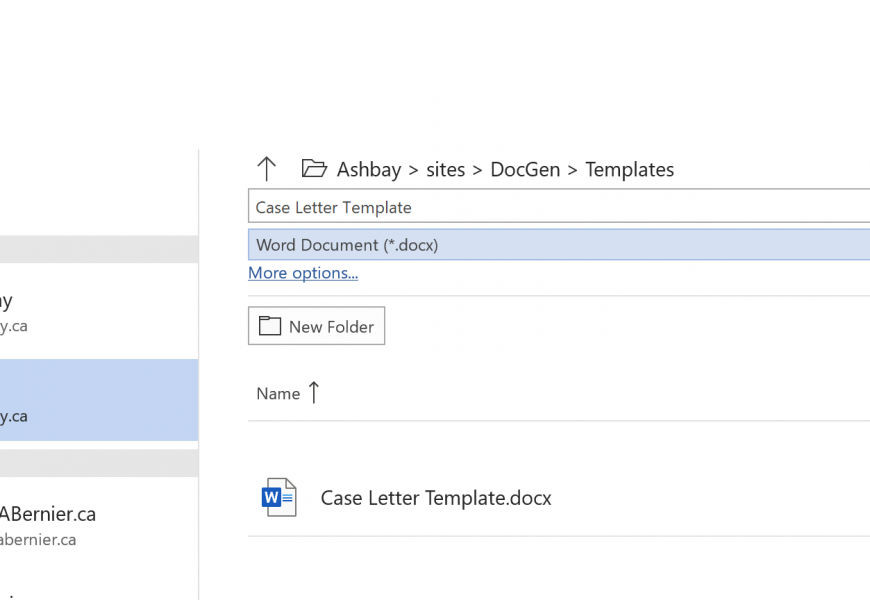 Ashbay > sites > DocGen > Templates
Case Letter Template
Word Document (*.docx)
More options...
New Folder
Name
W Case Letter Template.docx
y.ca
y.ca
ABernier.ca
abernier.ca